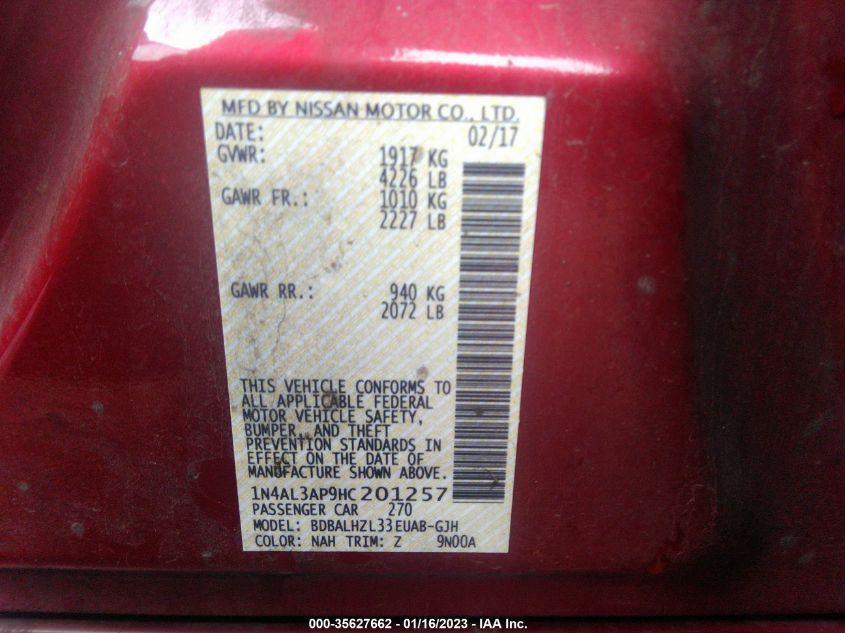 MFD BY NISSAN MOTOR CO., LTD.
DATE: 02/17
GVWR: 1917 KG
4226 LB
GAWR FR.: 1010 KG
2227 LB
GAWR RR.: 940 KG
2072 LB
THIS VEHICLE CONFORMS TO
ALL APPLICABLE FEDERAL
MOTOR VEHICLE SAFETY,
BUMPER, AND THEFT
PREVENTION STANDARDS IN
EFFECT ON THE DATE OF
MANUFACTURE SHOWN ABOVE.
1N4AL3AP9HC201257
PASSENGER CAR 270
MODEL: BDBALHZL33EUAB-GJH
COLOR: NAH TRIM: Z 9N00A
000-35627662 - 01/16/2023 - IAA Inc.